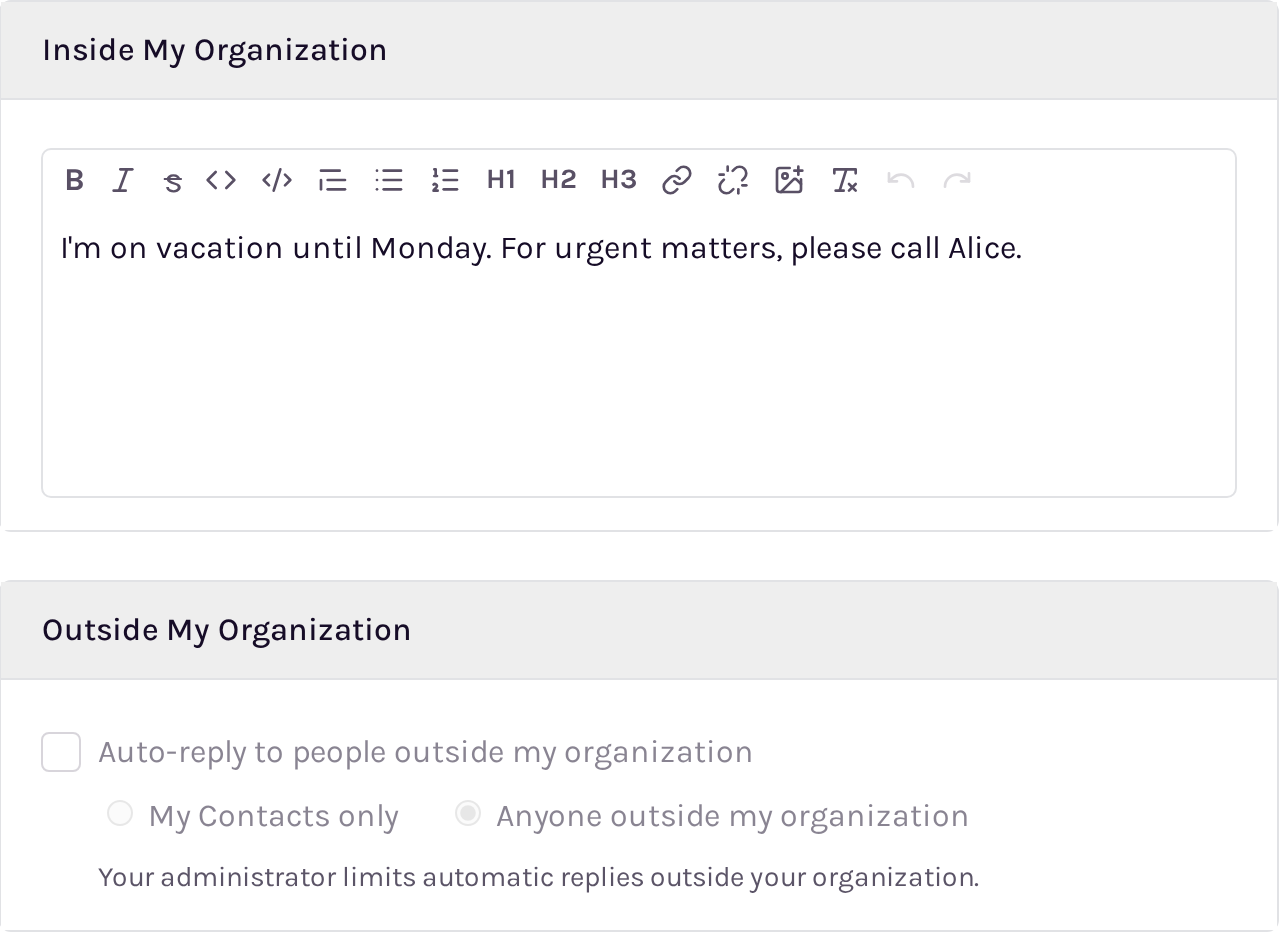 Inside My Organization
B I S <> </> H1 H2 H3
I'm on vacation until Monday. For urgent matters, please call Alice.
Outside My Organization
Auto-reply to people outside my organization
My Contacts only Anyone outside my organization
Your administrator limits automatic replies outside your organization.